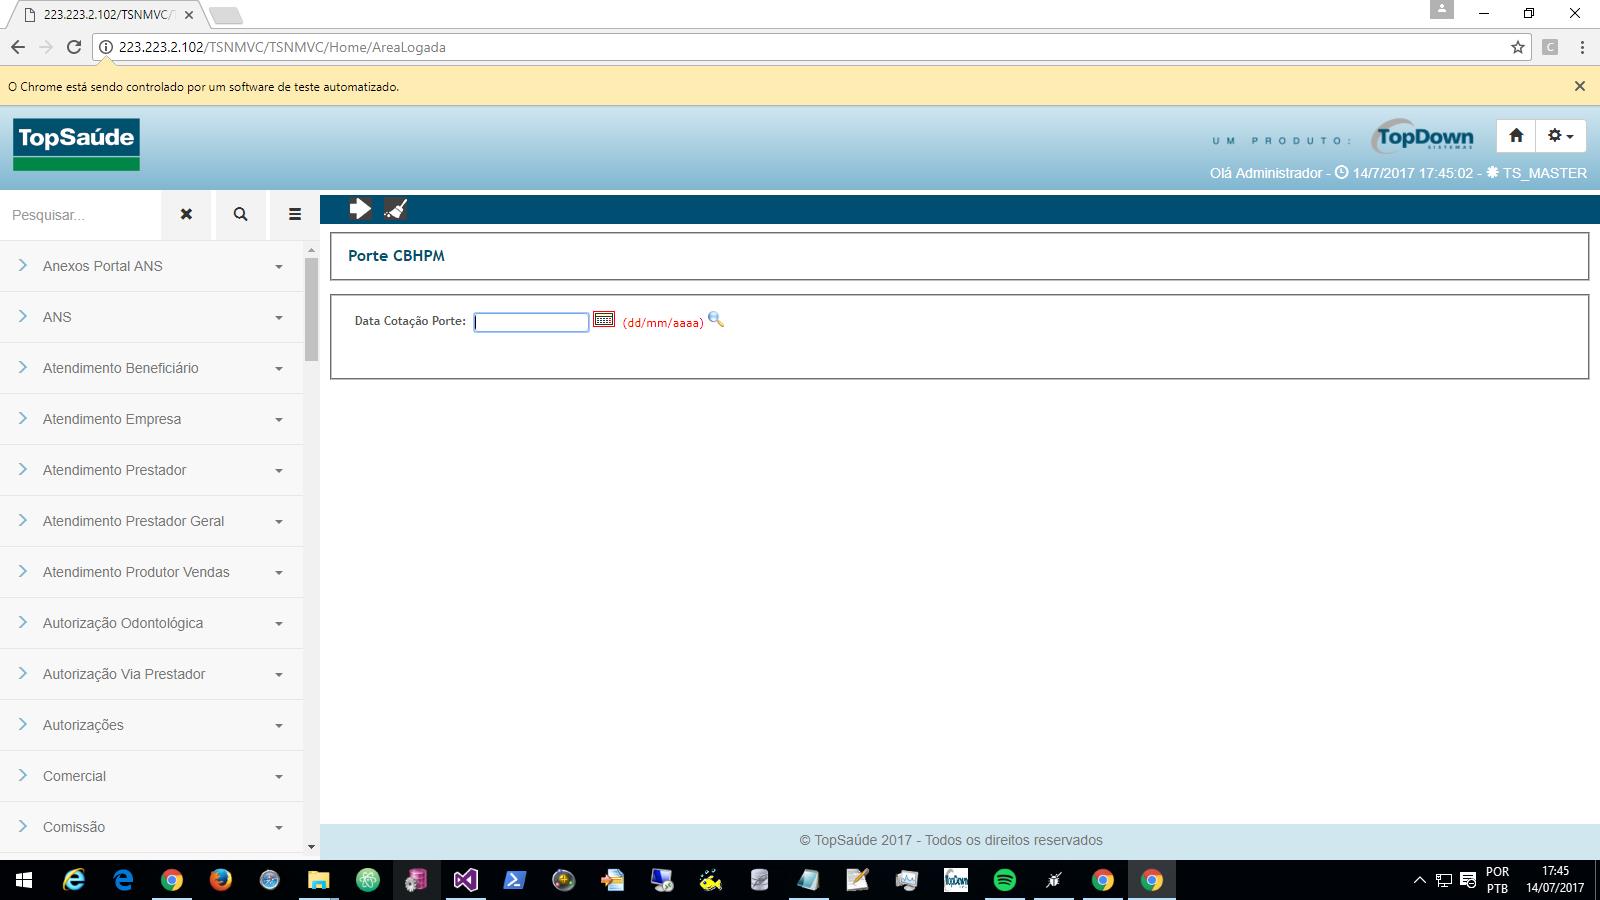 223.223.2.102/TSNMVC/T
223.223.2.102/TSNMVC/TSNMVC/Home/AreaLogada
C
O Chrome está sendo controlado por um software de teste automatizado.
TopSaúde
UM PRODUTO:
TopDown
SISTEMAS
Olá Administrador - 14/7/2017 17:45:02 - TS_MASTER
Pesquisar...
Anexos Portal ANS
ANS
Atendimento Beneficiário
Atendimento Empresa
Atendimento Prestador
Atendimento Prestador Geral
Atendimento Produtor Vendas
Autorização Odontológica
Autorização Via Prestador
Autorizações
Comercial
Comissão
Porte CBHPM
Data Cotação Porte:
(dd/mm/aaaa)
© TopSaúde 2017 - Todos os direitos reservados
TopDown
POR
PTB
17:45
14/07/2017